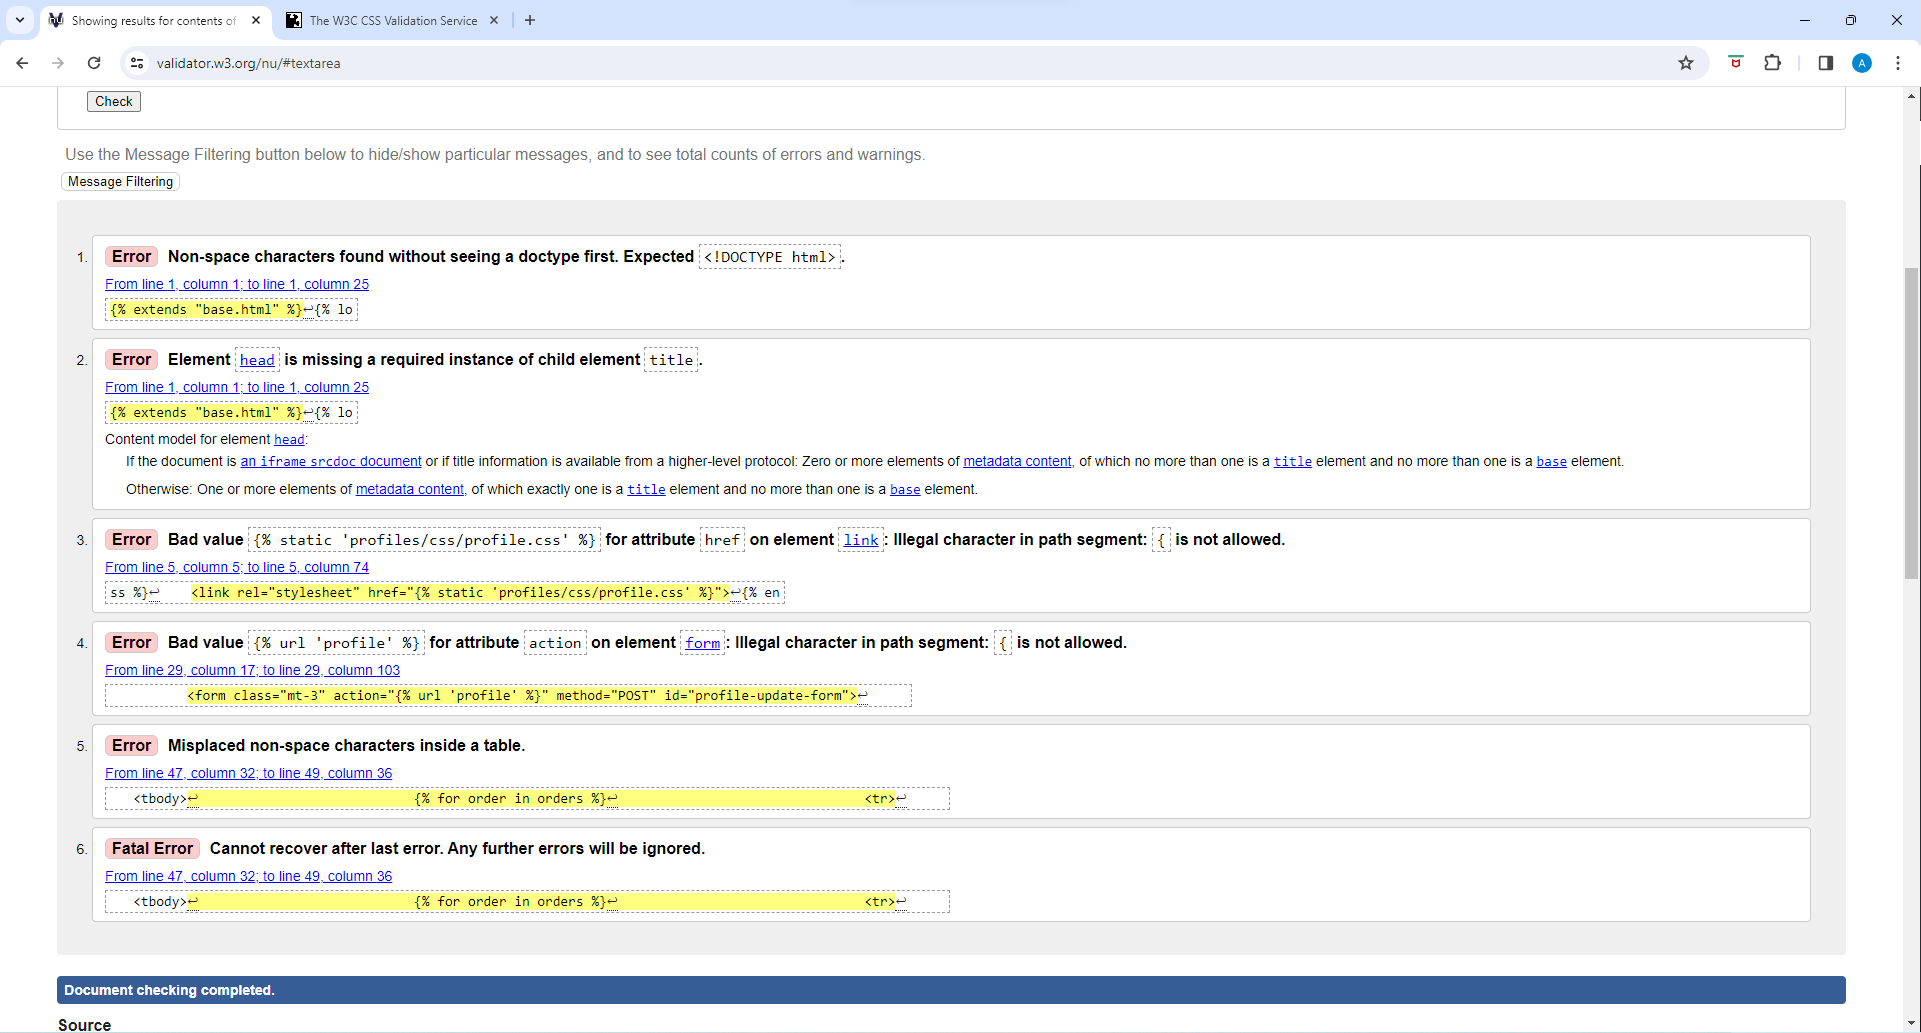 Showing results for contents of
The W3C CSS Validation Service
validator.w3.org/nu/#textarea
A
Check
Use the Message Filtering button below to hide/show particular messages, and to see total counts of errors and warnings.
Message Filtering
1. Error Non-space characters found without seeing a doctype first. Expected <!DOCTYPE html>.
From line 1, column 1; to line 1, column 25
{% extends "base.html" %}↩{% lo
2. Error Element head is missing a required instance of child element title.
From line 1, column 1; to line 1, column 25
{% extends "base.html" %}↩{% lo
Content model for element head:
If the document is an iframe srcdoc document or if title information is available from a higher-level protocol: Zero or more elements of metadata content, of which no more than one is a title element and no more than one is a base element.
Otherwise: One or more elements of metadata content, of which exactly one is a title element and no more than one is a base element.
3. Error Bad value {% static 'profiles/css/profile.css' %} for attribute href on element link: Illegal character in path segment: { is not allowed.
From line 5, column 5; to line 5, column 74
ss %}↩ <link rel="stylesheet" href="{% static 'profiles/css/profile.css' %}">↩{% en
4. Error Bad value {% url 'profile' %} for attribute action on element form: Illegal character in path segment: { is not allowed.
From line 29, column 17; to line 29, column 103
<form class="mt-3" action="{% url 'profile' %}" method="POST" id="profile-update-form">↩
5. Error Misplaced non-space characters inside a table.
From line 47, column 32; to line 49, column 36
<tbody>↩ {% for order in orders %}↩ <tr>↩
6. Fatal Error Cannot recover after last error. Any further errors will be ignored.
From line 47, column 32; to line 49, column 36
<tbody>↩ {% for order in orders %}↩ <tr>↩
Document checking completed.
Source